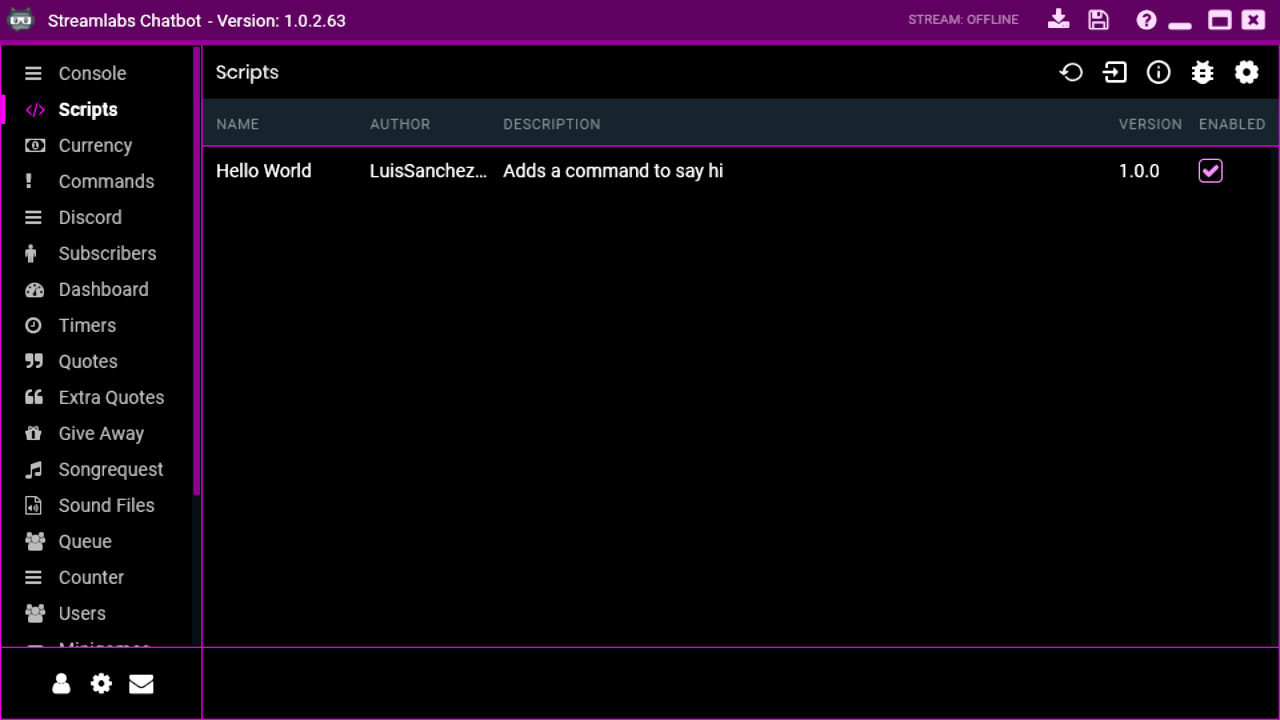 Streamlabs Chatbot - Version: 1.0.2.63
STREAM: OFFLINE
Console
Scripts
Currency
Commands
Discord
Subscribers
Dashboard
Timers
Quotes
Extra Quotes
Give Away
Songrequest
Sound Files
Queue
Counter
Users
Minigames
Scripts
NAME AUTHOR DESCRIPTION VERSION ENABLED
Hello World LuisSanchez... Adds a command to say hi 1.0.0